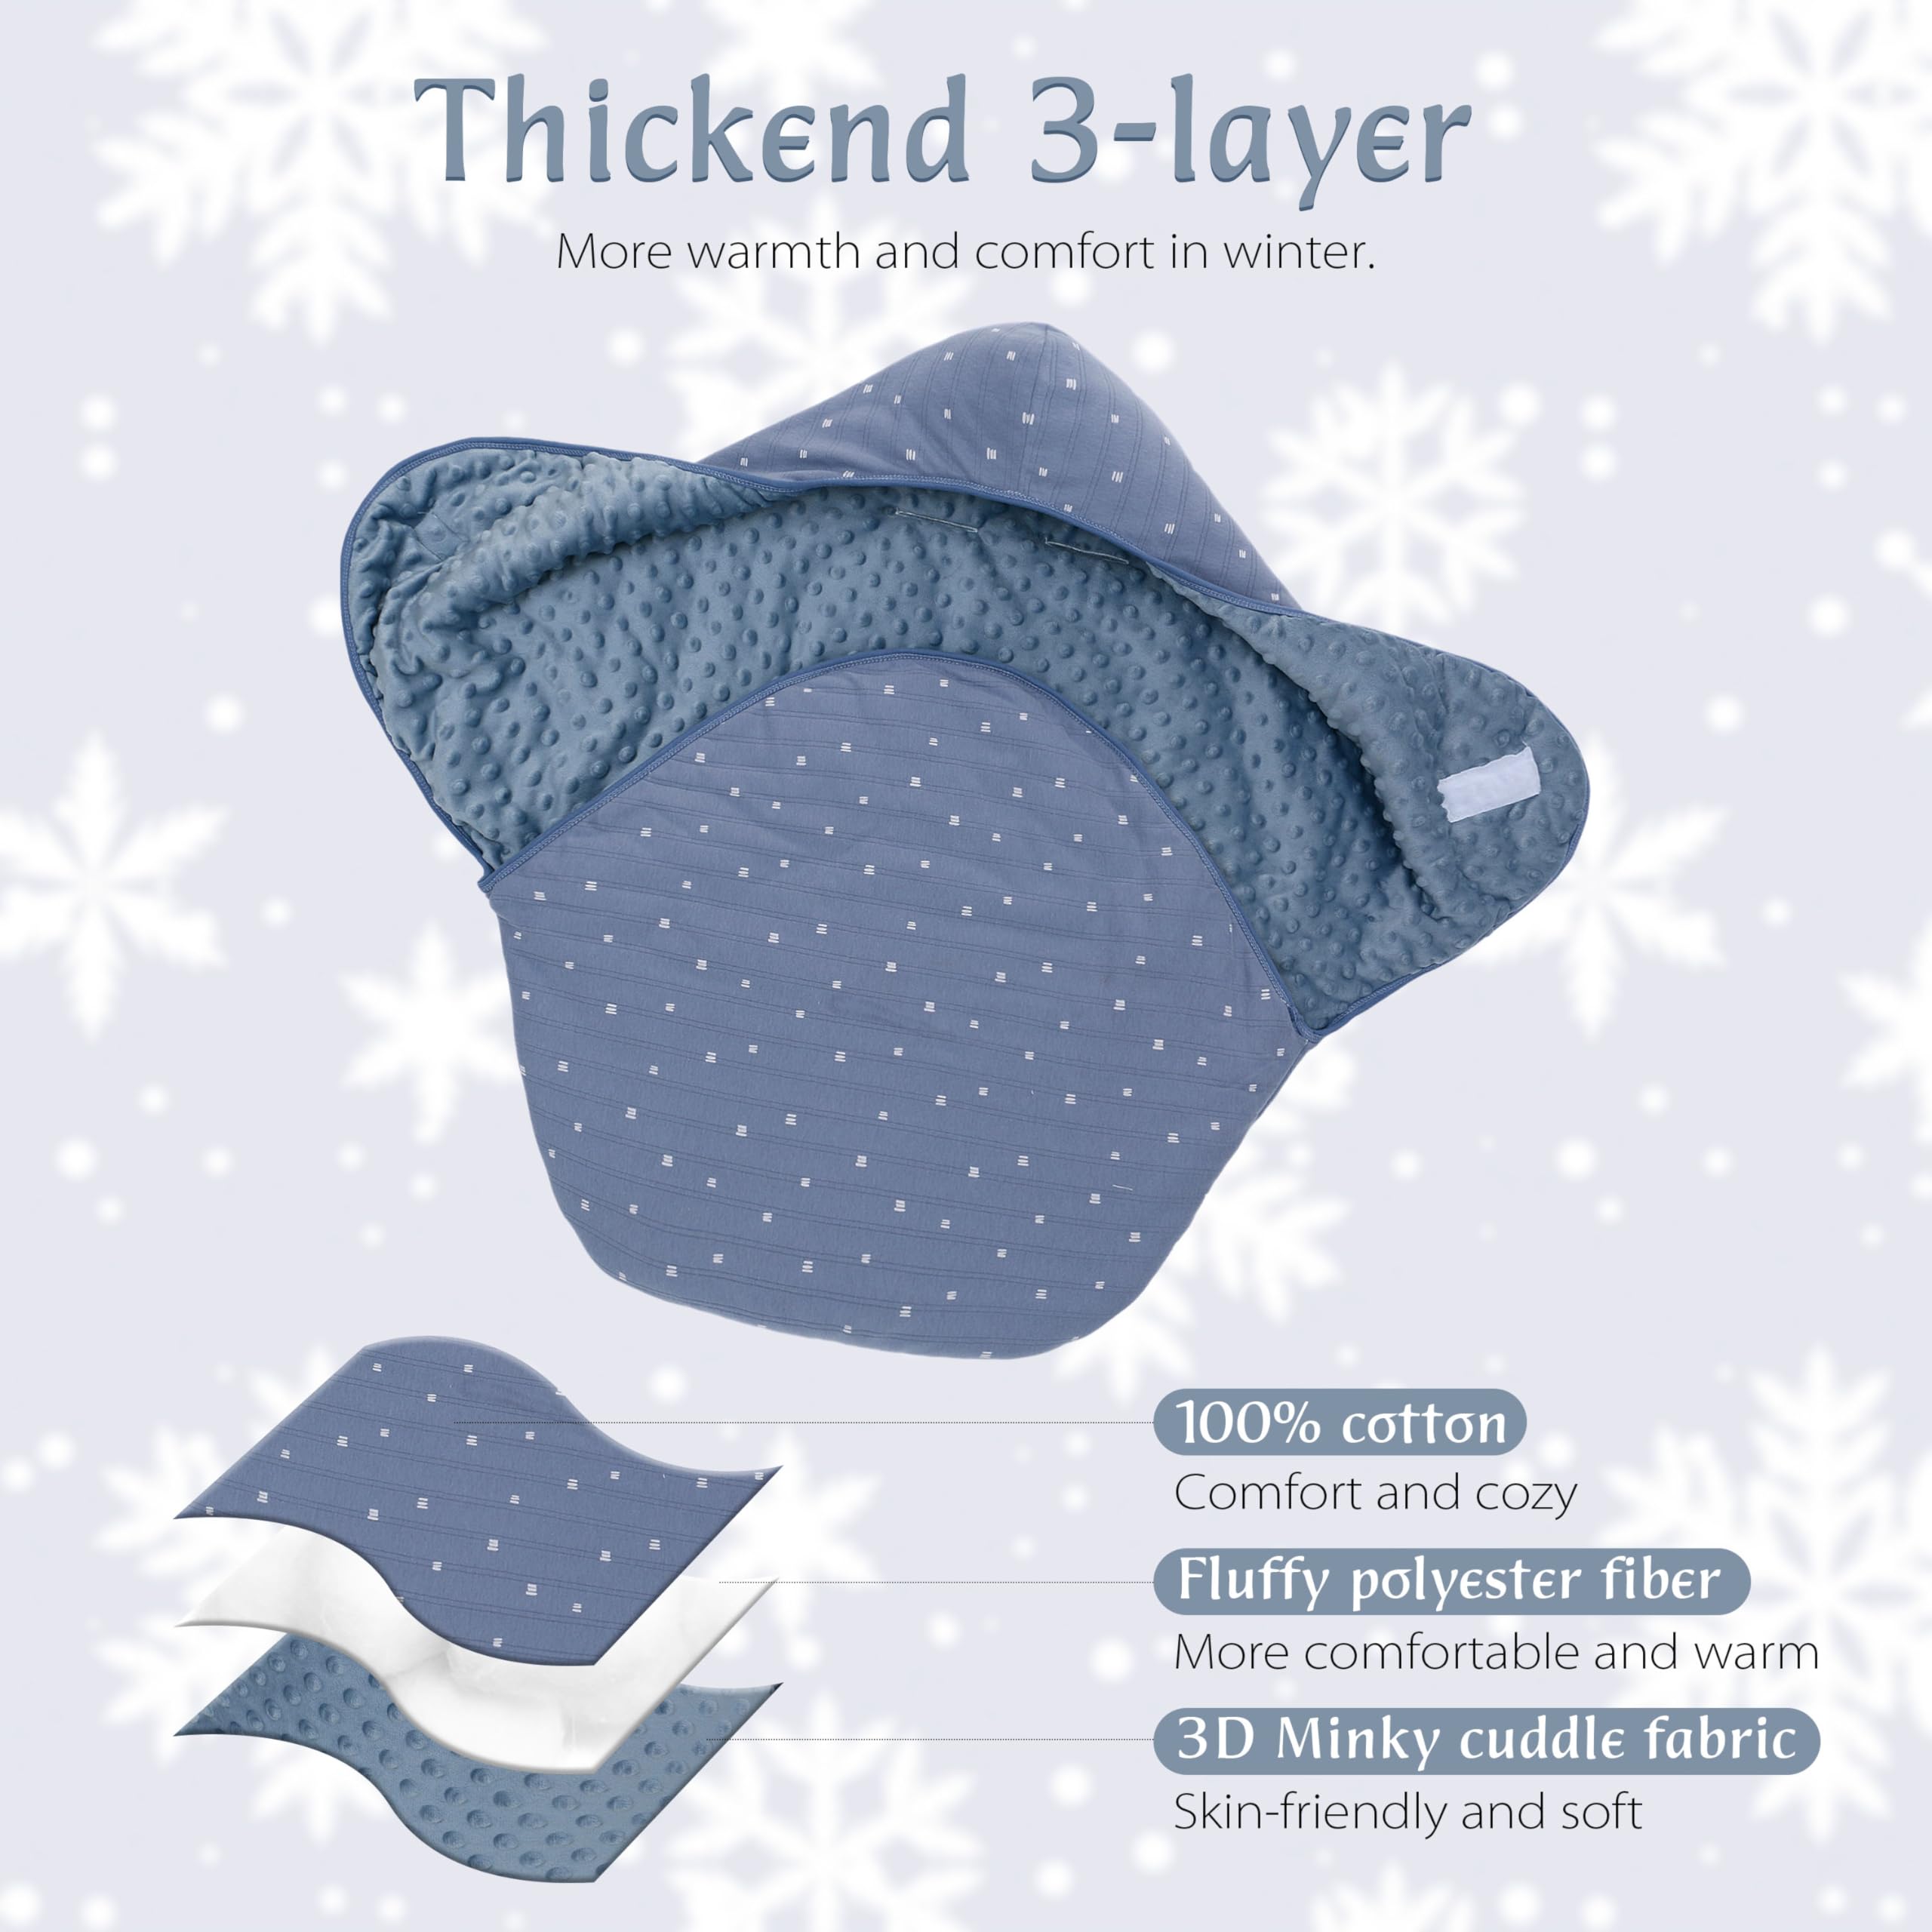 Thickend 3-layer
More warmth and comfort in winter.
100% cotton
Comfort and cozy
Fluffy polyester fiber
More comfortable and warm
3D Minky cuddle fabric
Skin-friendly and soft